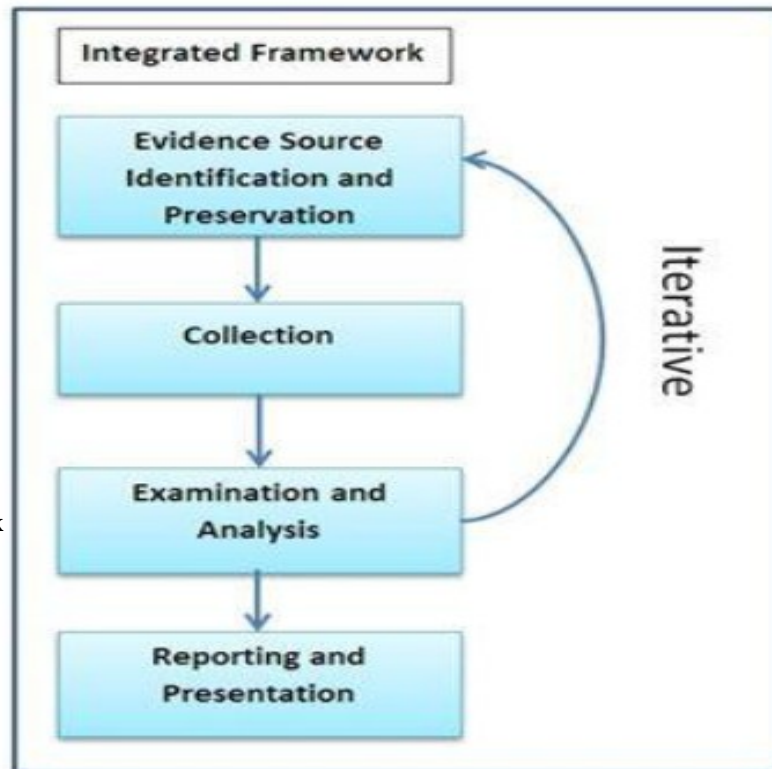 Integrated Framework
Evidence Source
Identification and
Preservation
Collection
Examination and
Analysis
Reporting and
Presentation
Iterative
k